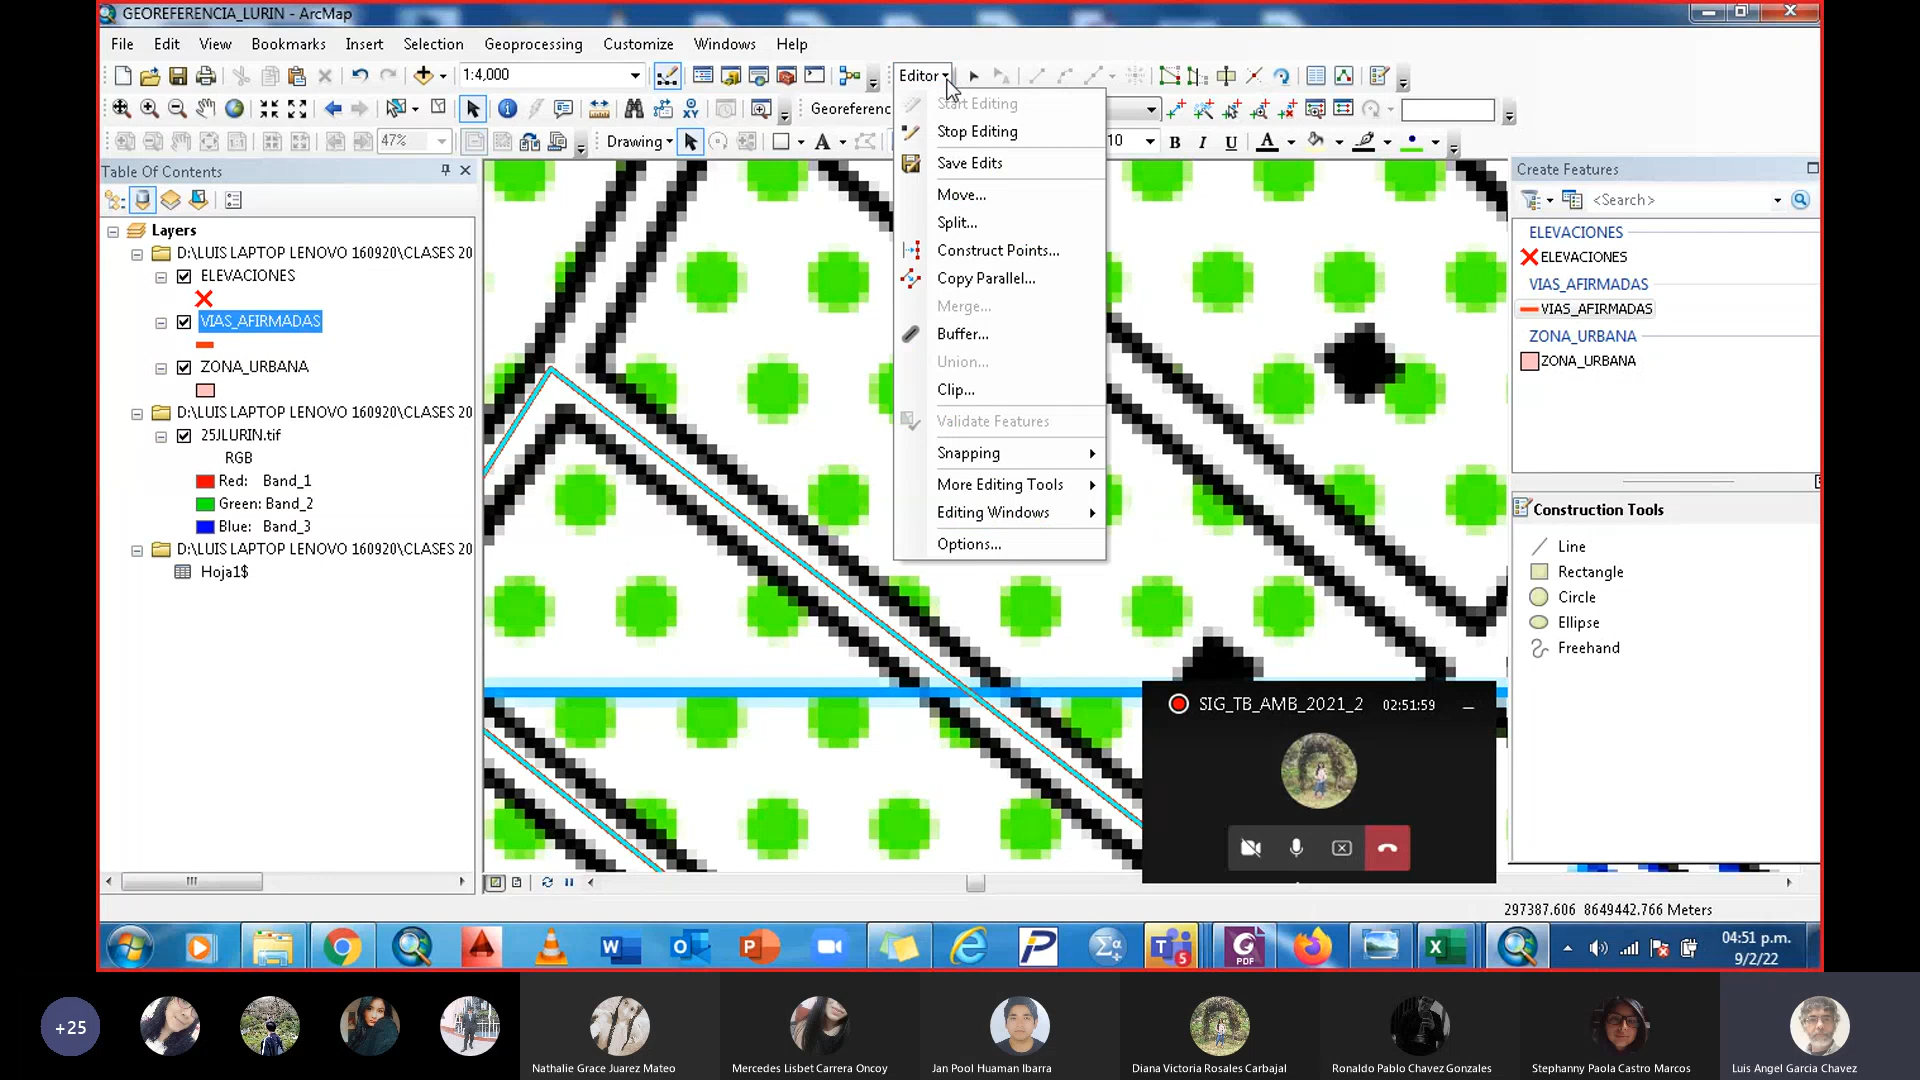 GEOREFERENCIA_LURIN - ArcMap
File Edit View Bookmarks Insert Selection Geoprocessing Customize Windows Help
1:4,000
Editor
Georeferenc
47%
Drawing
A
10
B I U A
Start Editing
Stop Editing
Save Edits
Move...
Split...
Construct Points...
Copy Parallel...
Merge...
Buffer...
Union...
Clip...
Validate Features
Snapping
More Editing Tools
Editing Windows
Options...
Table Of Contents
Layers
D:\LUIS LAPTOP LENOVO 160920\CLASES 20
ELEVACIONES
VIAS_AFIRMADAS
ZONA_URBANA
D:\LUIS LAPTOP LENOVO 160920\CLASES 20
25JLURIN.tif
RGB
Red: Band_1
Green: Band_2
Blue: Band_3
D:\LUIS LAPTOP LENOVO 160920\CLASES 20
Hoja1$
Create Features
<Search>
ELEVACIONES
ELEVACIONES
VIAS_AFIRMADAS
VIAS_AFIRMADAS
ZONA_URBANA
ZONA_URBANA
Construction Tools
Line
Rectangle
Circle
Ellipse
Freehand
SIG_TB_AMB_2021_2 02:51:59
297387.606 8649442.766 Meters
04:51 p.m.
9/2/22
+25
Nathalie Grace Juarez Mateo
Mercedes Lisbet Carrera Oncoy
Jan Pool Huaman Ibarra
Diana Victoria Rosales Carbajal
Ronaldo Pablo Chavez Gonzales
Stephanny Paola Castro Marcos
Luis Angel Garcia Chavez